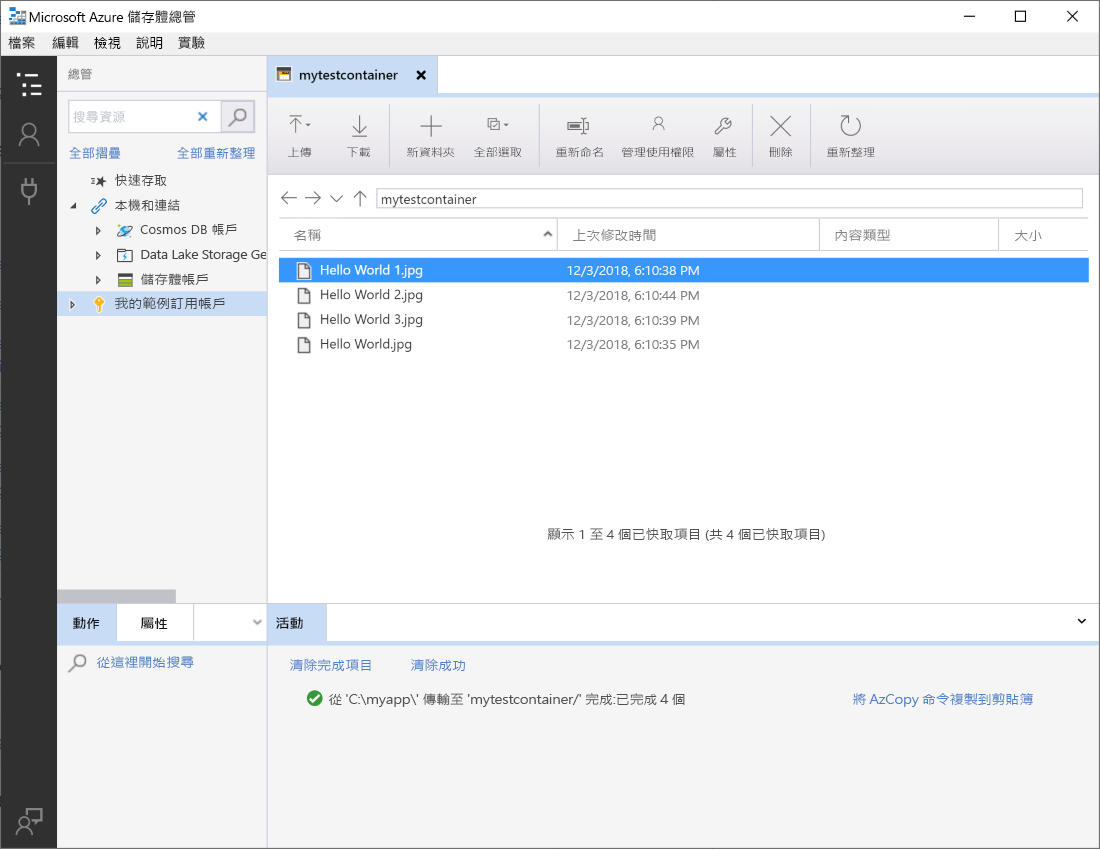 Microsoft Azure 儲存體總管
檔案 編輯 檢視 說明 實驗
總管
搜尋資源
全部摺疊 全部重新整理
快速存取
本機和連結
Cosmos DB 帳戶
Data Lake Storage Ge
儲存體帳戶
我的範例訂用帳戶
動作 屬性
從這裡開始搜尋
mytestcontainer
上傳 下載 新資料夾 全部選取 重新命名 管理使用權限 屬性 刪除 重新整理
mytestcontainer
名稱 上次修改時間 內容類型 大小
Hello World 1.jpg 12/3/2018, 6:10:38 PM
Hello World 2.jpg 12/3/2018, 6:10:44 PM
Hello World 3.jpg 12/3/2018, 6:10:39 PM
Hello World.jpg 12/3/2018, 6:10:35 PM
顯示 1 至 4 個已快取項目 (共 4 個已快取項目)
活動
清除完成項目 清除成功
從 'C:\myapp\' 傳輸至 'mytestcontainer/' 完成:已完成 4 個 將 AzCopy 命令複製到剪貼簿